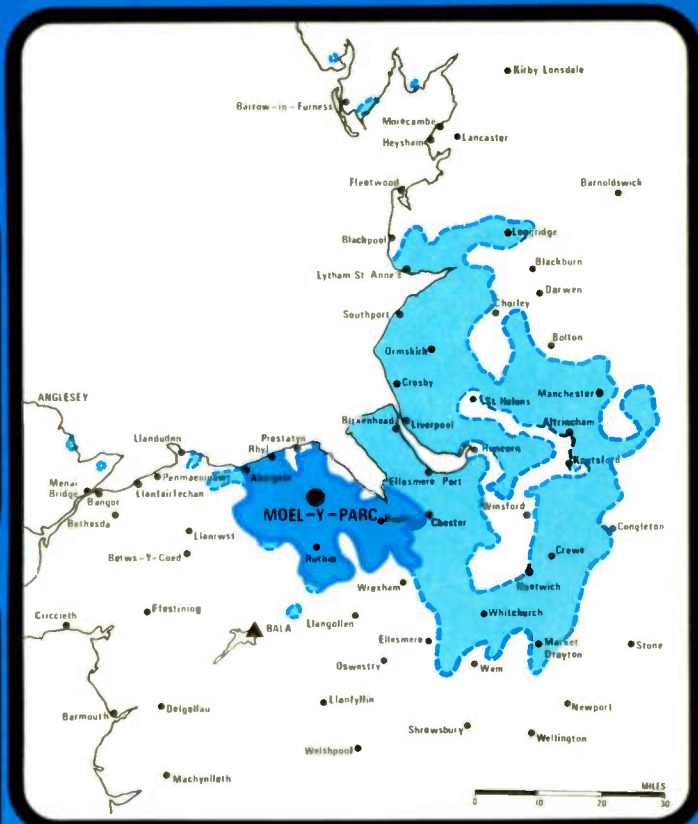 Kirby Lonsdale
Barrow-in-Furness
Morecambe
Heysham
Lancaster
Fleetwood
Barnoldswick
Blackpool
Longridge
Lytham St Anne's
Blackburn
Darwen
Southport
Chorley
Ormskirk
Bolton
ANGLESEY
Crosby
St Helens
Manchester
Birkenhead
Liverpool
Altrincham
Llandudno
Prestatyn
Rhyl
Runcorn
Knutsford
Menai
Bridge
Penmaenmawr
Abergele
Ellesmere Port
Bangor
Llanfairfechan
MOEL-Y-PARC
Chester
Winsford
Bethesda
Llanrwst
Congleton
Betws-Y-Coed
Ruthin
Crewe
Wrexham
Nantwich
Criccieth
Ffestiniog
BALA
Llangollen
Whitchurch
Ellesmere
Market
Drayton
Stone
Oswestry
Wem
Barmouth
Dolgellau
Llanfyllin
Newport
Shrewsbury
Wellington
Welshpool
Machynlleth
MILES
0 10 20 30